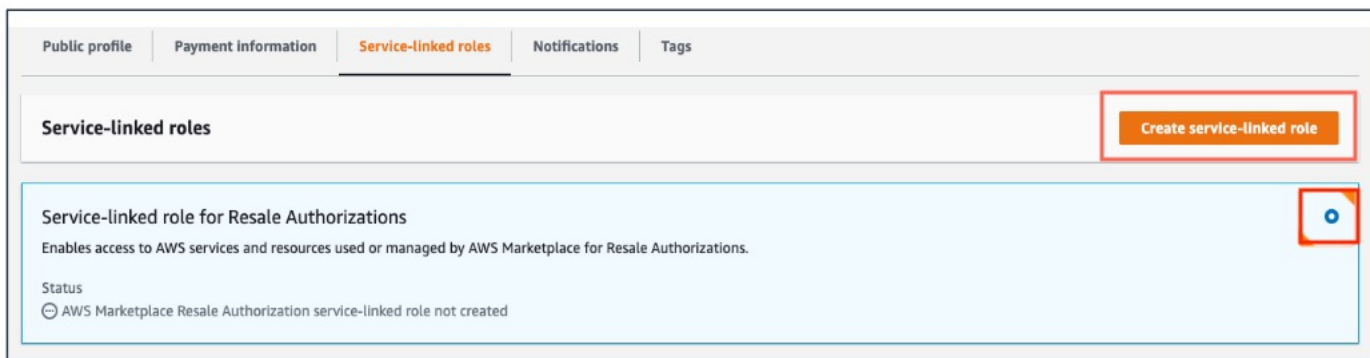 Public profile
Payment information
Service-linked roles
Notifications
Tags
Service-linked roles
Create service-linked role
Service-linked role for Resale Authorizations
Enables access to AWS services and resources used or managed by AWS Marketplace for Resale Authorizations.
Status
AWS Marketplace Resale Authorization service-linked role not created